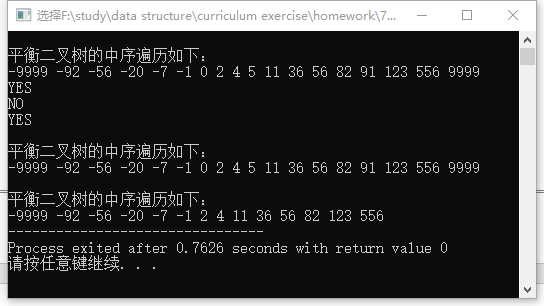 选择F:\study\data structure\curriculum exercise\homework\7...
平衡二叉树的中序遍历如下：
-9999 -92 -56 -20 -7 -1 0 2 4 5 11 36 56 82 91 123 556 9999
YES
NO
YES
平衡二叉树的中序遍历如下：
-9999 -92 -56 -20 -7 -1 0 2 4 5 11 36 56 82 91 123 556 9999
平衡二叉树的中序遍历如下：
-9999 -92 -56 -20 -7 -1 2 4 11 36 56 82 123 556
--------------------------------
Process exited after 0.7626 seconds with return value 0
请按任意键继续. . .